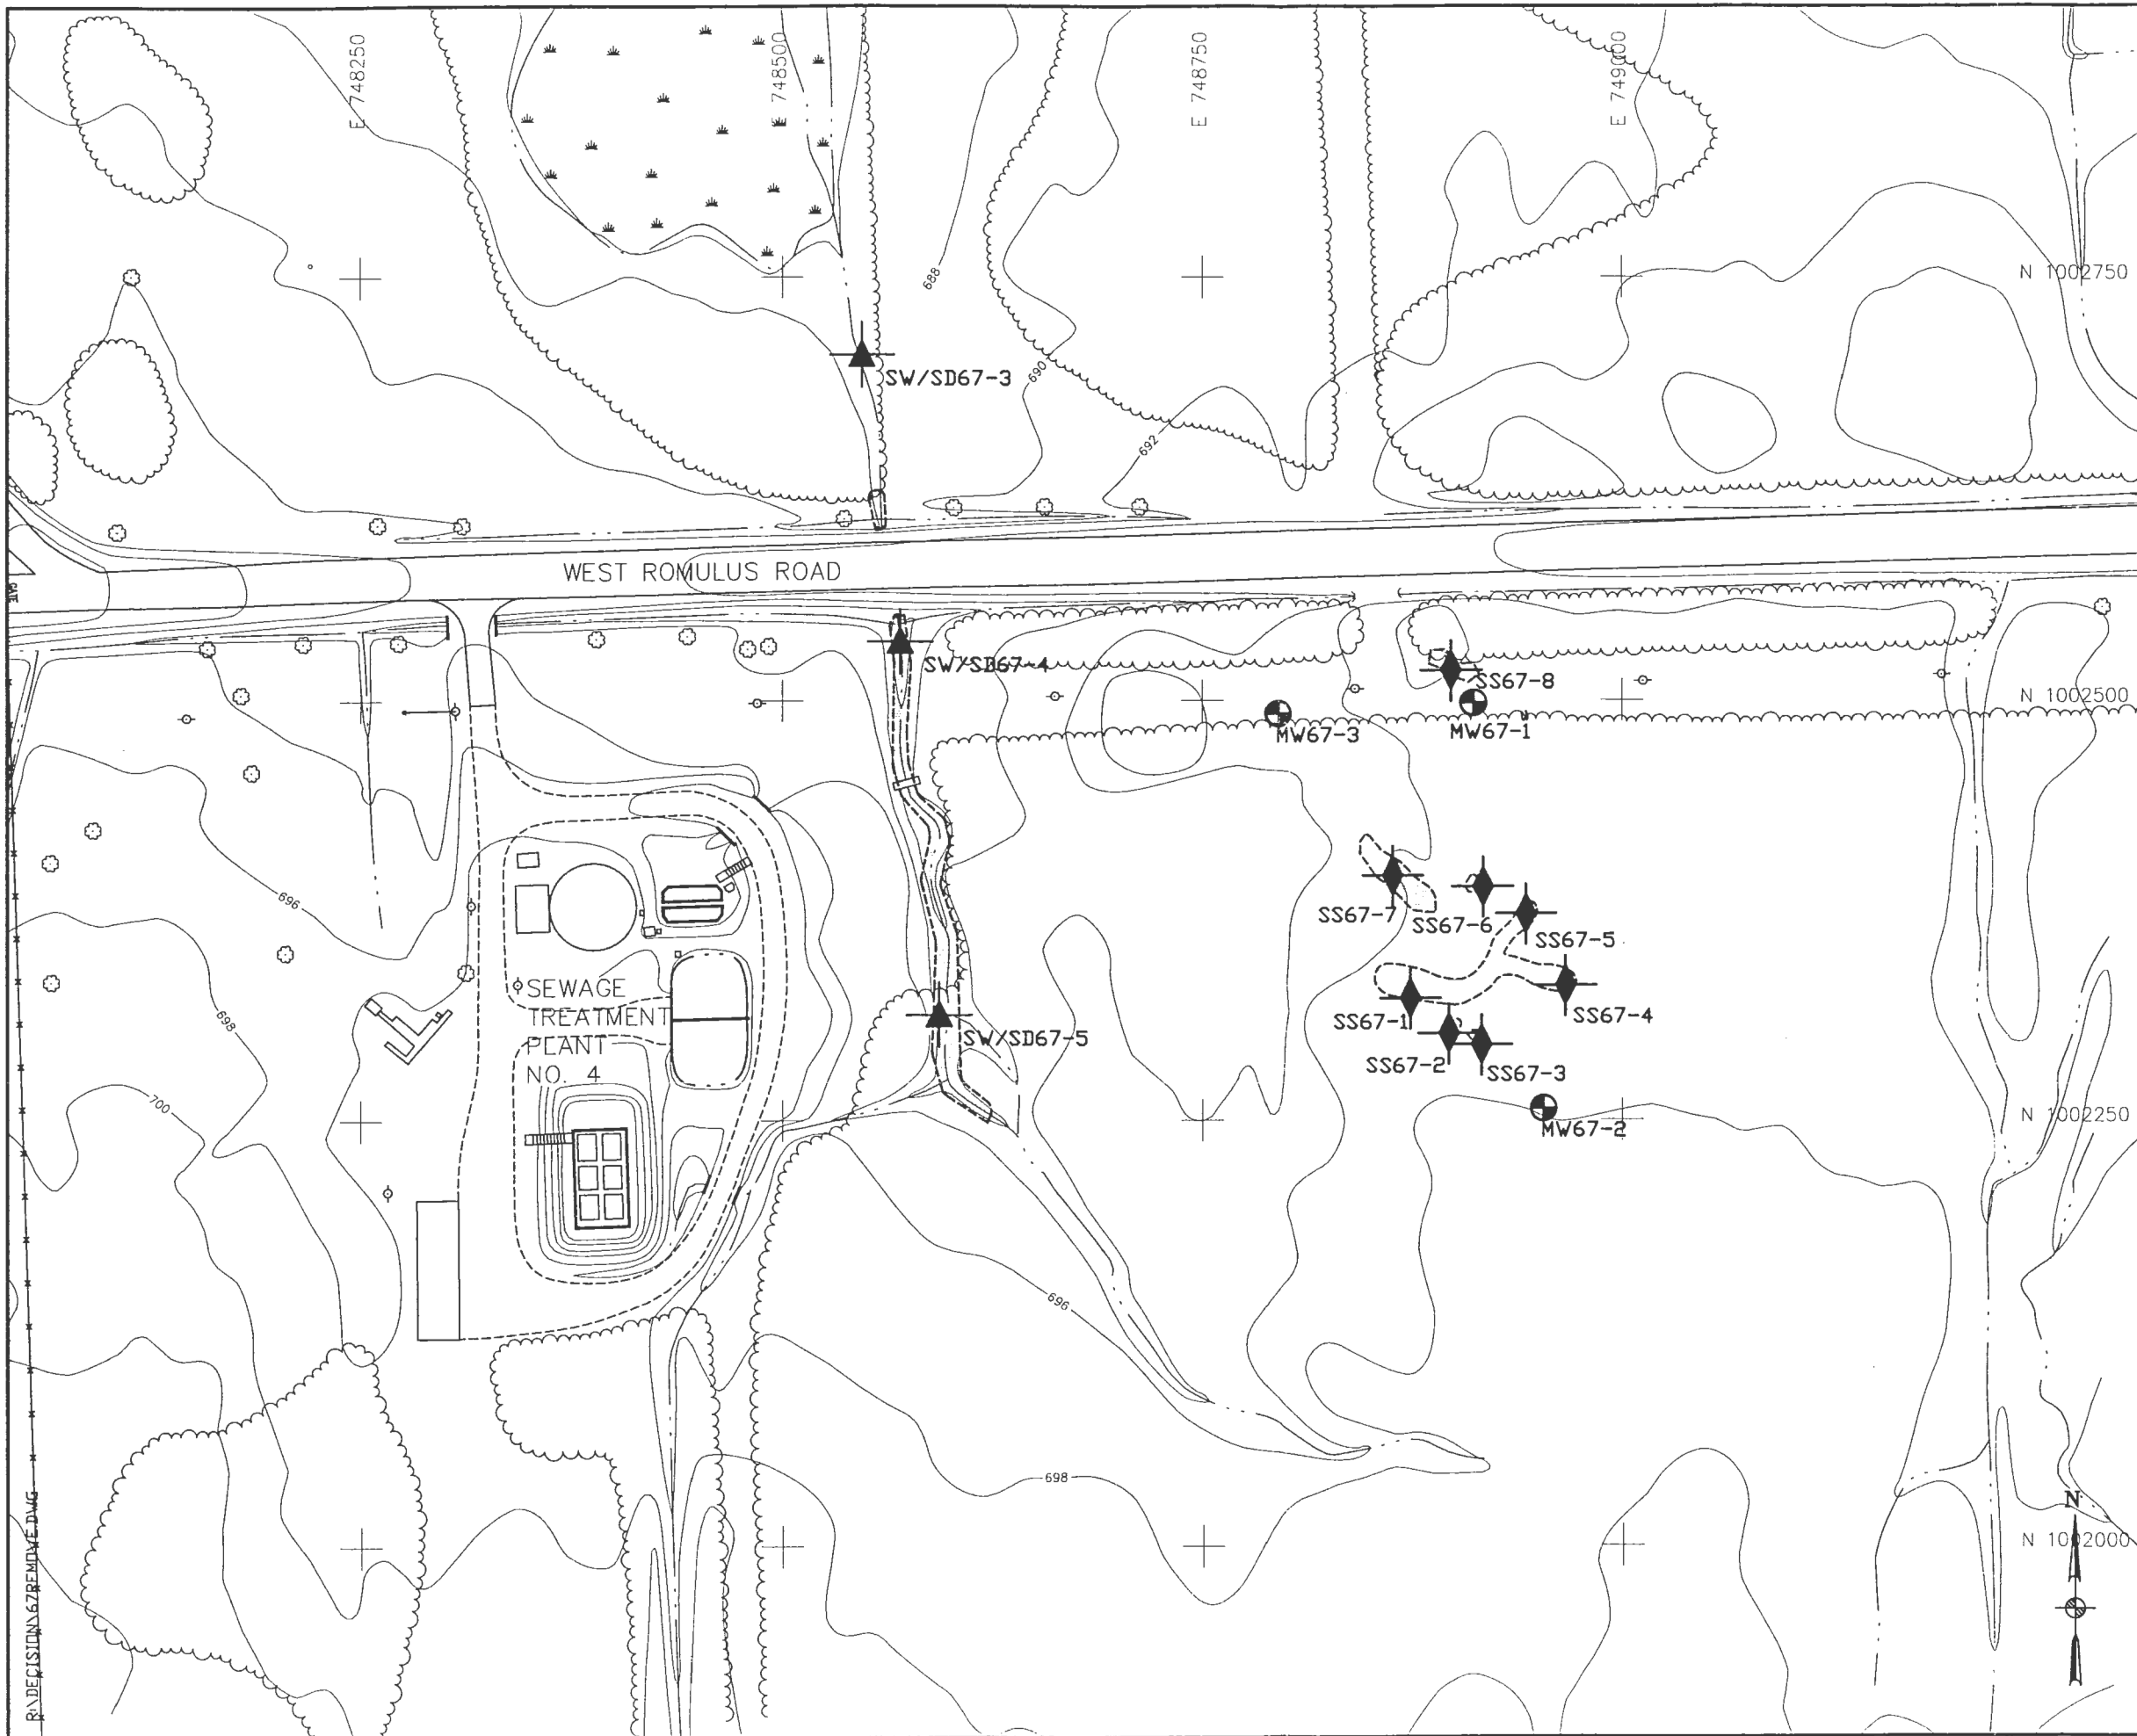 E 748250
E 748500
E 748750
E 749000
N 1002750
688
SW/SD67-3
690
692
WEST ROMULUS ROAD
SW/SD67-4
SS67-8
N 1002500
MW67-3
MW67-1
696
SS67-7
SS67-6
SS67-5
SEWAGE
TREATMENT
PLANT
NO. 4
698
SS67-1
SS67-4
SW/SD67-5
SS67-2
SS67-3
700
N 1002250
MW67-2
696
698
N
N 1002000
R:\DECISION\67REMOVE.DWG